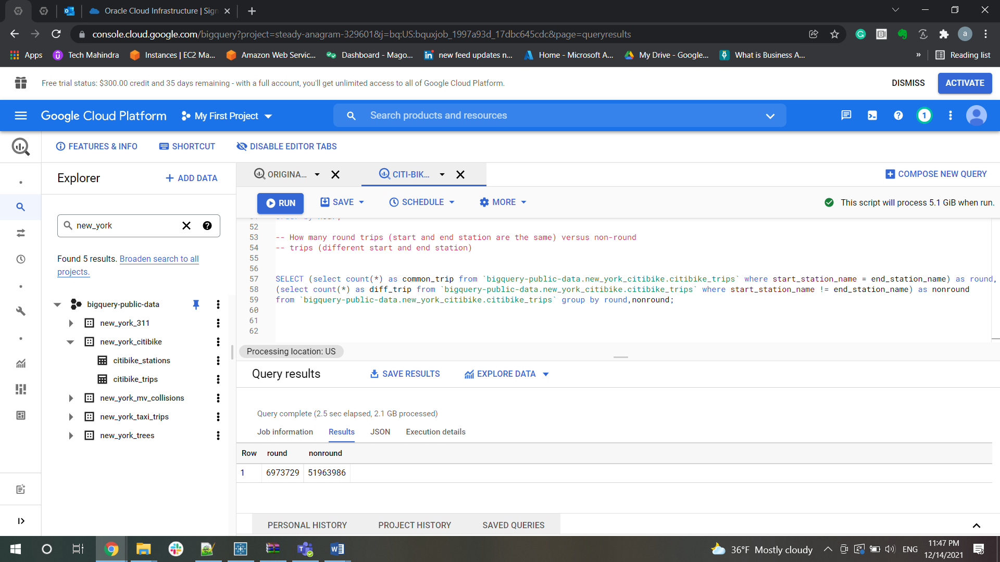 Oracle Cloud Infrastructure | Sign
console.cloud.google.com/bigquery?project=steady-anagram-329601&j=bq:US:bquxjob_1997a93d_17dbc645cdc&page=queryresults
a
Apps
Tech Mahindra
Instances | EC2 Ma...
Amazon Web Servic...
Dashboard - Mago...
new feed updates n...
Home - Microsoft A...
My Drive - Google...
What is Business A...
»
Reading list
Free trial status: $300.00 credit and 35 days remaining - with a full account, you'll get unlimited access to all of Google Cloud Platform.
DISMISS
ACTIVATE
Google Cloud Platform
My First Project
Search products and resources
1
FEATURES & INFO
SHORTCUT
DISABLE EDITOR TABS
Explorer
+ ADD DATA
ORIGINA...
CITI-BIK...
COMPOSE NEW QUERY
RUN
SAVE
SCHEDULE
MORE
This script will process 5.1 GiB when run.
new_york
Found 5 results. Broaden search to all
projects.
bigquery-public-data
new_york_311
new_york_citibike
citibike_stations
citibike_trips
new_york_mv_collisions
new_york_taxi_trips
new_york_trees
52
53 -- How many round trips (start and end station are the same) versus non-round
54 -- trips (different start and end station)
55
56
57 SELECT (select count(*) as common_trip from `bigquery-public-data.new_york_citibike.citibike_trips` where start_station_name = end_station_name) as round,
58 (select count(*) as diff_trip from `bigquery-public-data.new_york_citibike.citibike_trips` where start_station_name != end_station_name) as nonround
59 from `bigquery-public-data.new_york_citibike.citibike_trips` group by round,nonround;
60
61
62
Processing location: US
Query results
SAVE RESULTS
EXPLORE DATA
Query complete (2.5 sec elapsed, 2.1 GB processed)
Job information
Results
JSON
Execution details
Row round nonround
1 6973729 51963986
PERSONAL HISTORY
PROJECT HISTORY
SAVED QUERIES
36°F Mostly cloudy
ENG
11:47 PM
12/14/2021